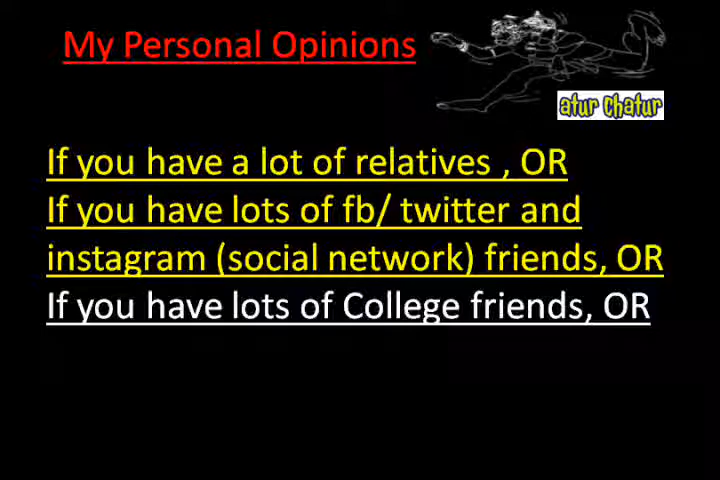 My Personal Opinions
atur chatur
If you have a lot of relatives , OR
If you have lots of fb/ twitter and
instagram (social network) friends, OR
If you have lots of College friends, OR